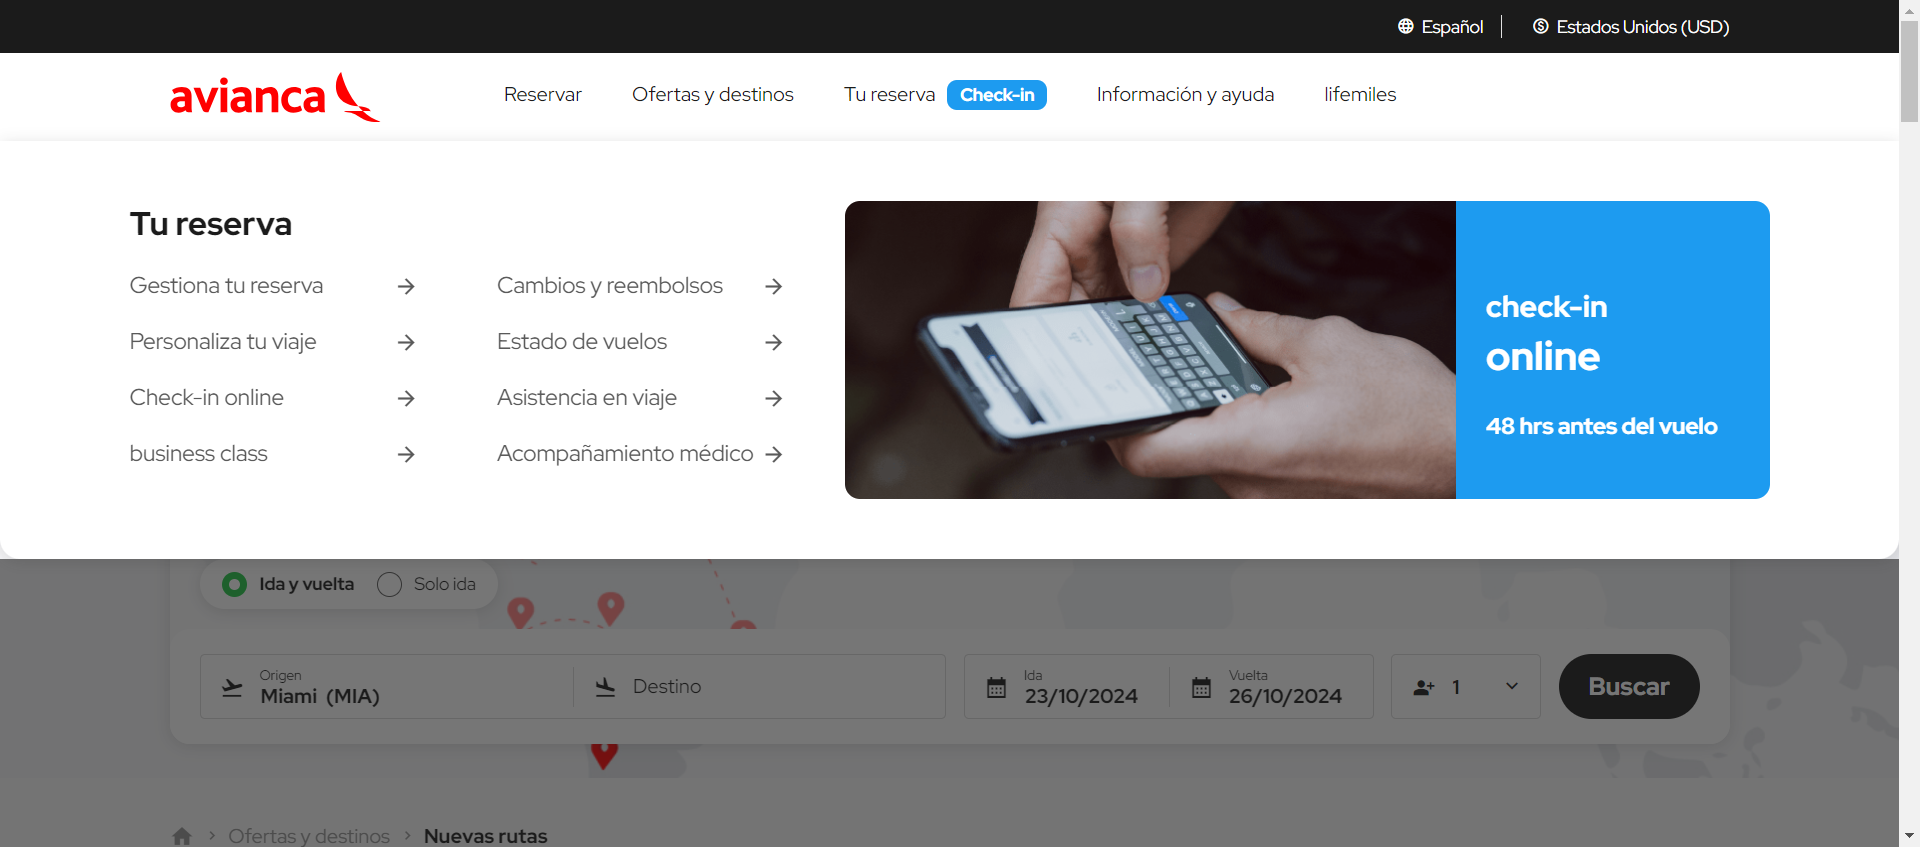 Español
Estados Unidos (USD)
avianca
Reservar
Ofertas y destinos
Tu reserva
Check-in
Información y ayuda
lifemiles
Tu reserva
Gestiona tu reserva
Personaliza tu viaje
Check-in online
business class
Cambios y reembolsos
Estado de vuelos
Asistencia en viaje
Acompañamiento médico
check-in
online
48 hrs antes del vuelo
Ida y vuelta
Solo ida
Origen
Miami (MIA)
Destino
Ida
23/10/2024
Vuelta
26/10/2024
1
Buscar
Ofertas y destinos
Nuevas rutas